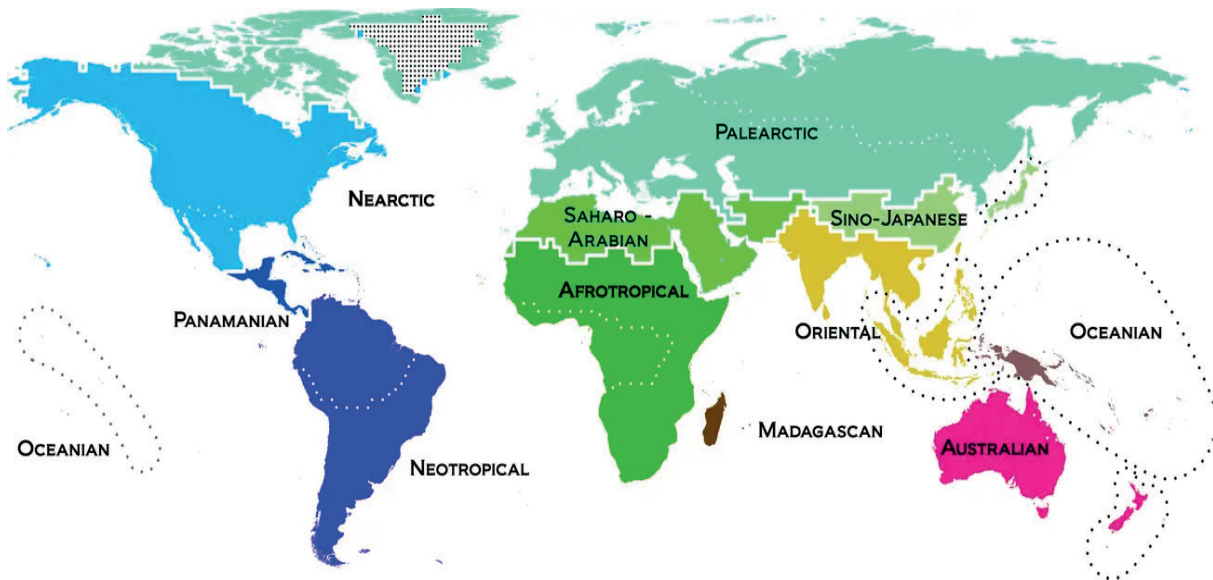 Palearctic
Nearctic
Saharo -
Arabian
Sino-Japanese
Afrotropical
Panamanian
Oriental
Oceanian
Madagascan
Oceanian
Australian
Neotropical